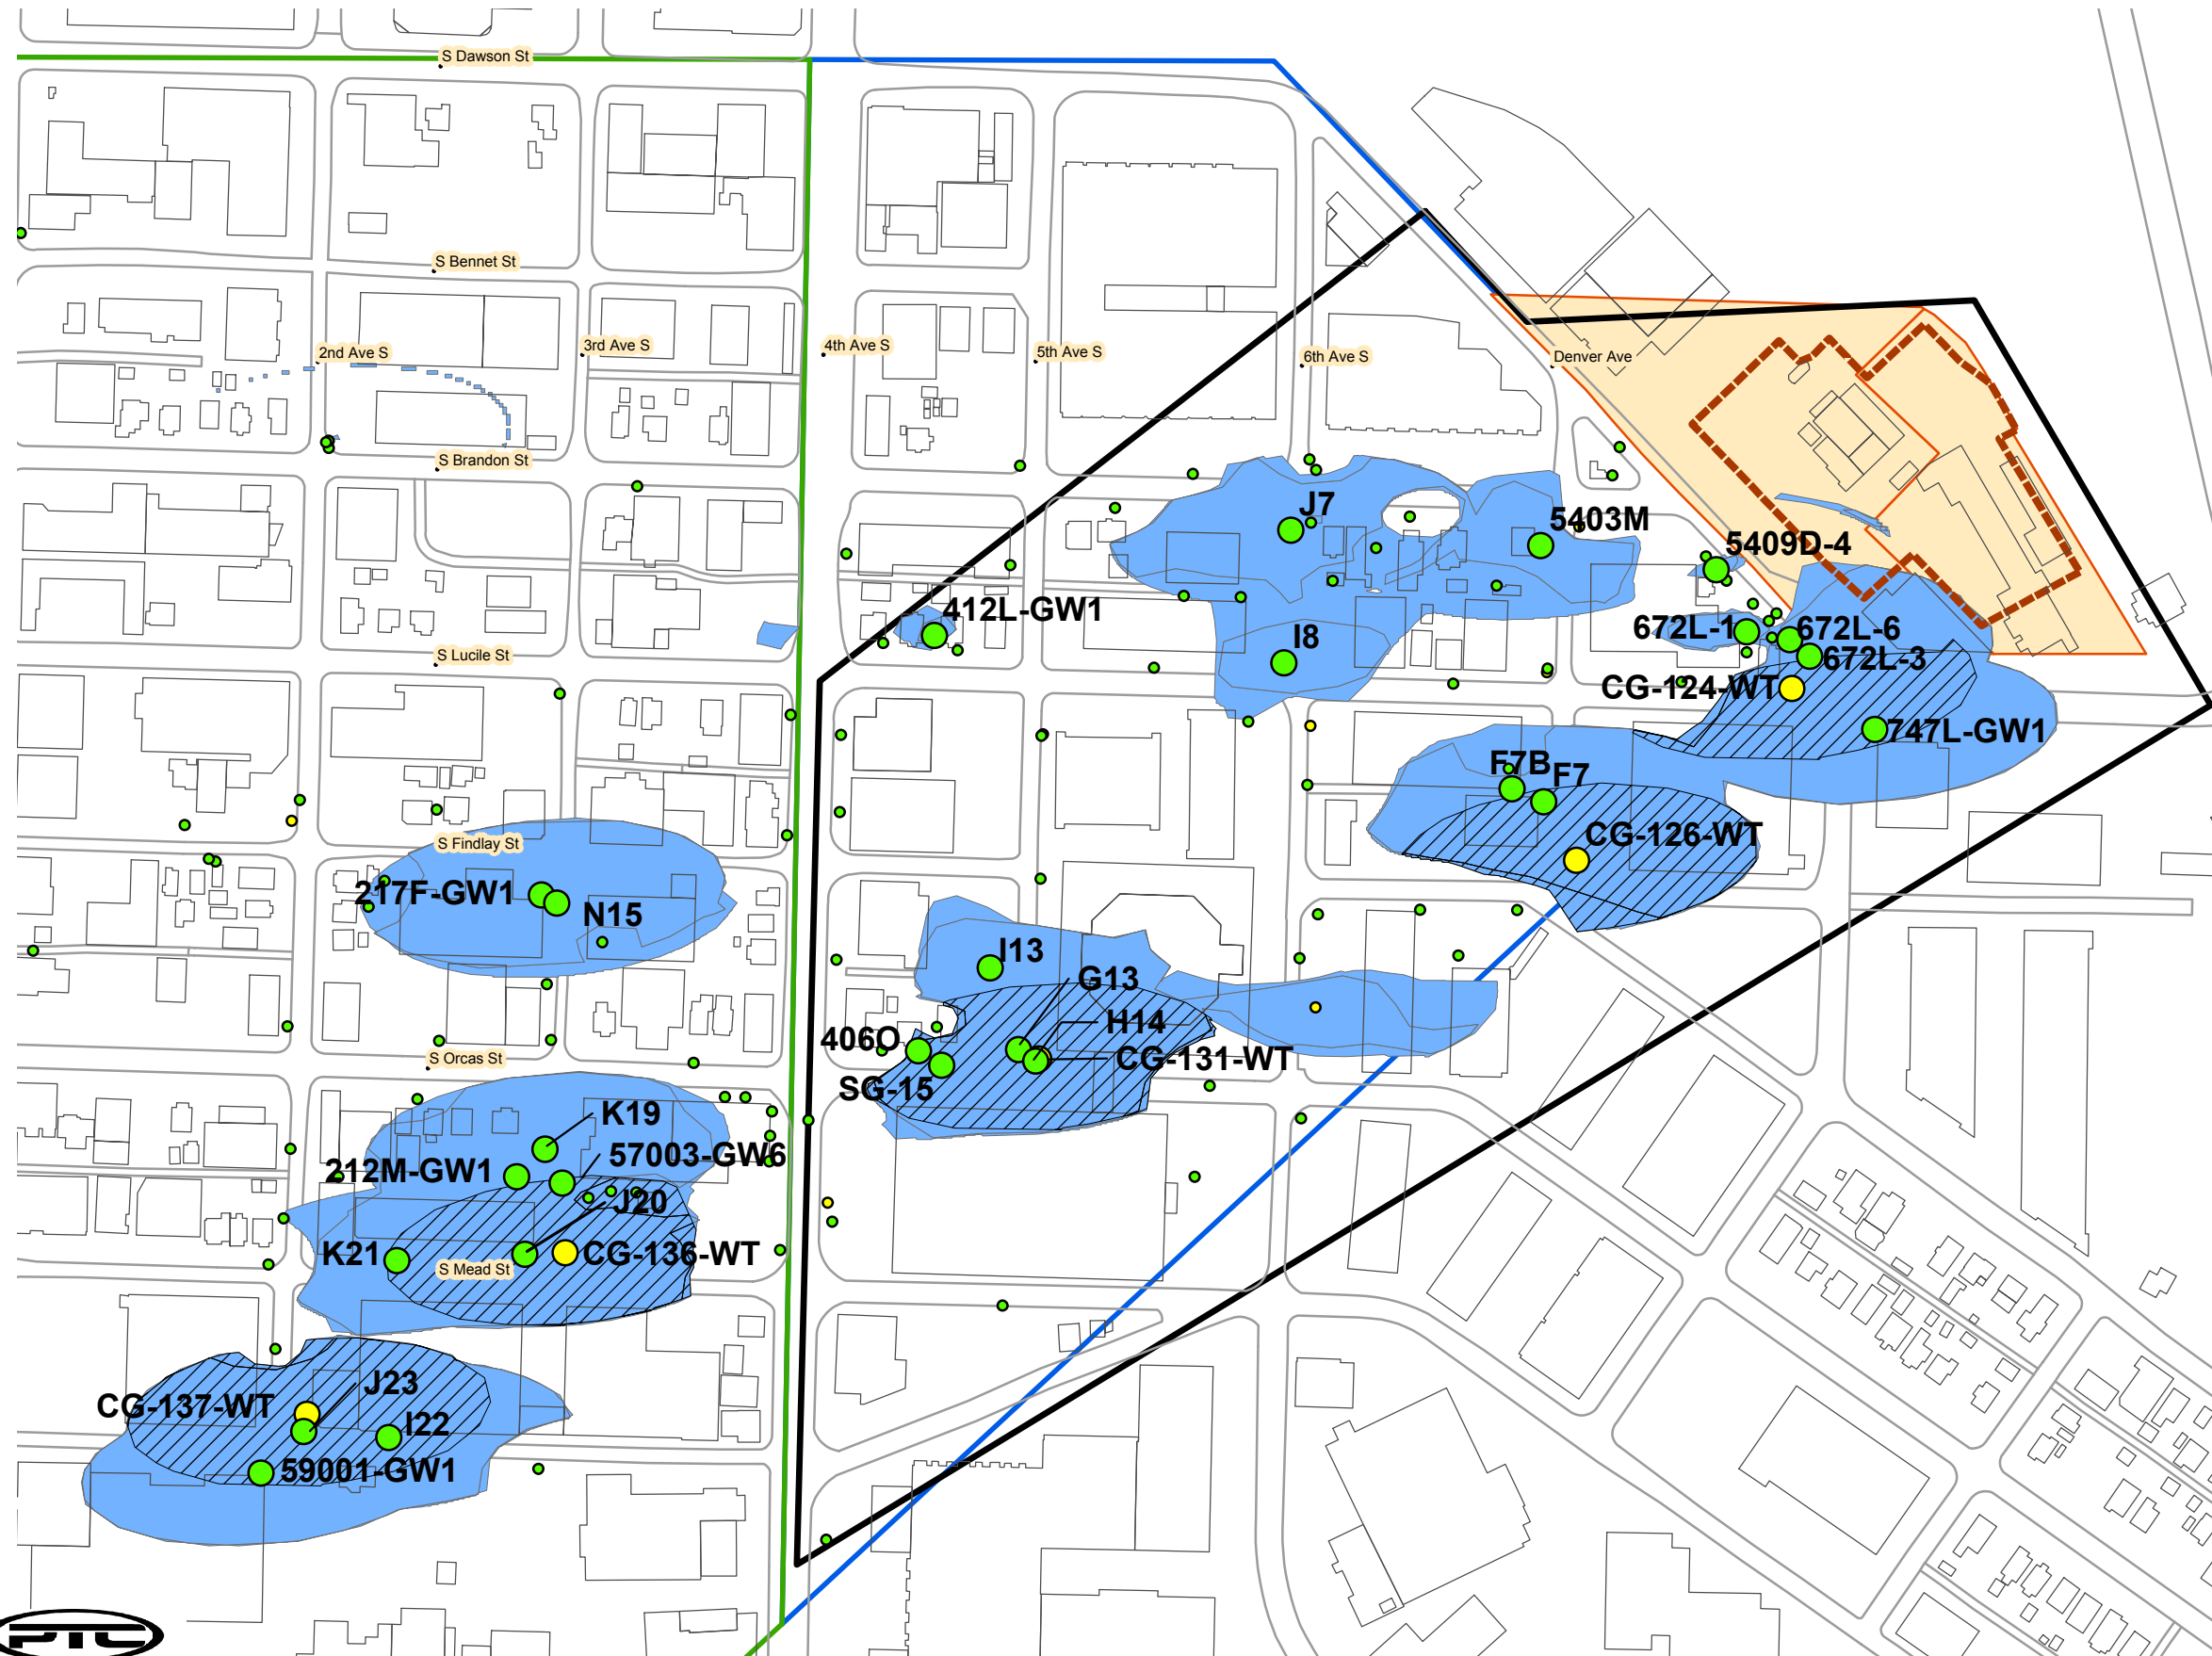 S Dawson St
S Bennet St
2nd Ave S
3rd Ave S
4th Ave S
5th Ave S
6th Ave S
Denver Ave
S Brandon St
J7
5403M
5409D-4
412L-GW1
672L-1
672L-6
I8
672L-3
S Lucile St
CG-124-WT
747L-GW1
F7B
F7
CG-126-WT
S Findlay St
217F-GW1
N15
I13
G13
H14
406O
CG-131-WT
S Orcas St
SG-15
K19
57003-GW6
212M-GW1
J20
K21
CG-136-WT
S Mead St
J23
CG-137-WT
I22
59001-GW1
PTC